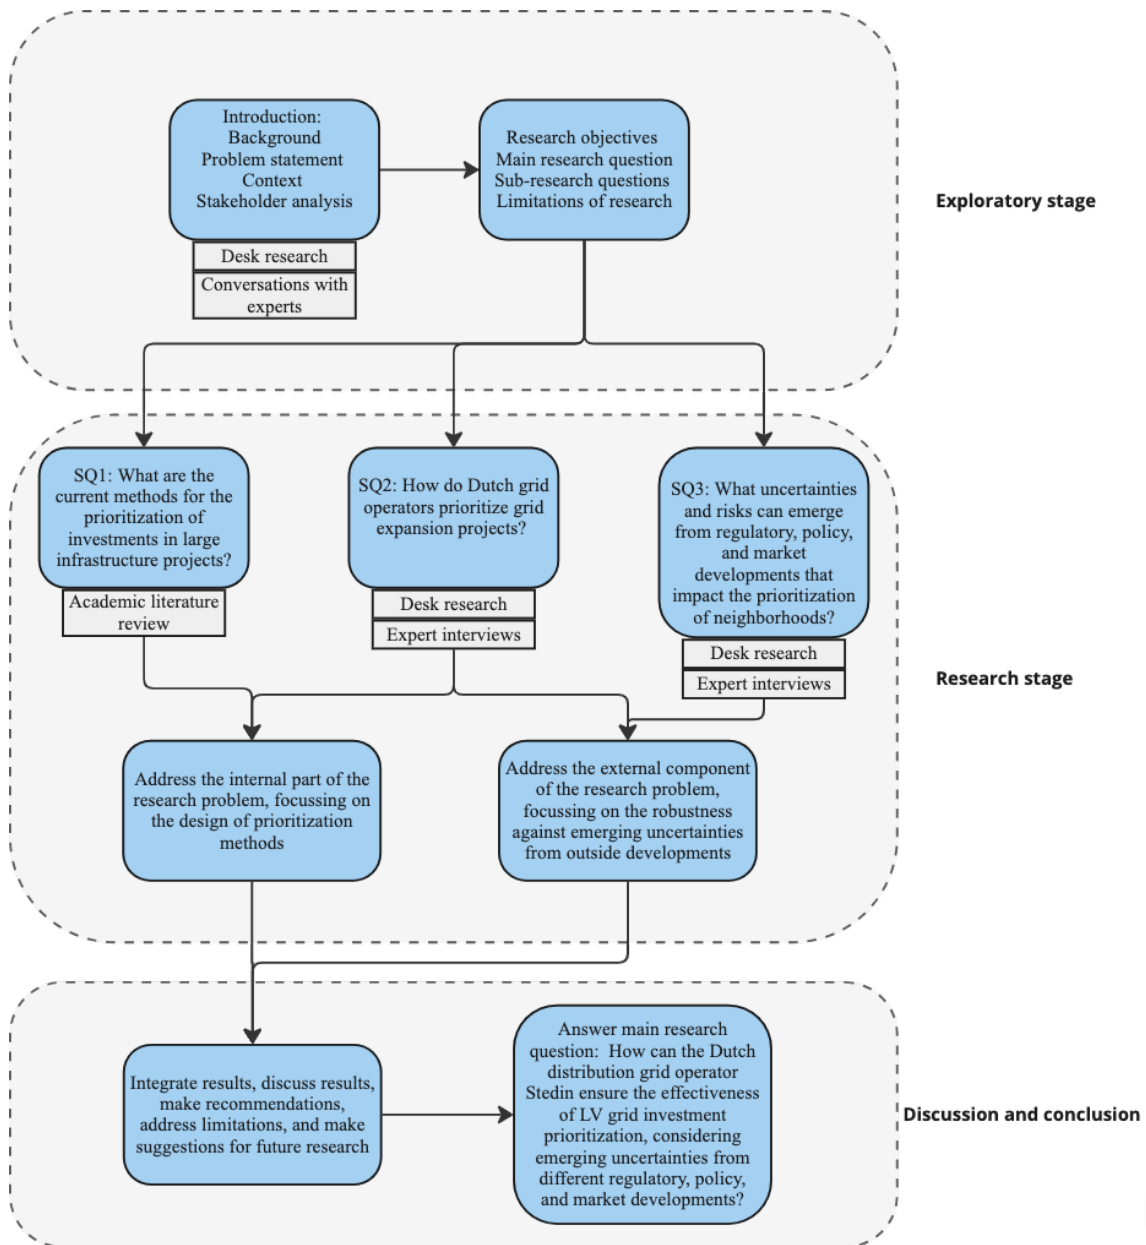 Introduction:
Background
Problem statement
Context
Stakeholder analysis
Desk research
Conversations with
experts
Research objectives
Main research question
Sub-research questions
Limitations of research
Exploratory stage
SQ1: What are the
current methods for the
prioritization of
investments in large
infrastructure projects?
Academic literature
review
SQ2: How do Dutch grid
operators prioritize grid
expansion projects?
Desk research
Expert interviews
SQ3: What uncertainties
and risks can emerge
from regulatory, policy,
and market
developments that
impact the prioritization
of neighborhoods?
Desk research
Expert interviews
Research stage
Address the internal part of the
research problem, focussing on
the design of prioritization
methods
Address the external component
of the research problem,
focussing on the robustness
against emerging uncertainties
from outside developments
Integrate results, discuss results,
make recommendations,
address limitations, and make
suggestions for future research
Answer main research
question:  How can the Dutch
distribution grid operator
Stedin ensure the effectiveness
of LV grid investment
prioritization, considering
emerging uncertainties from
different regulatory, policy,
and market developments?
Discussion and conclusion